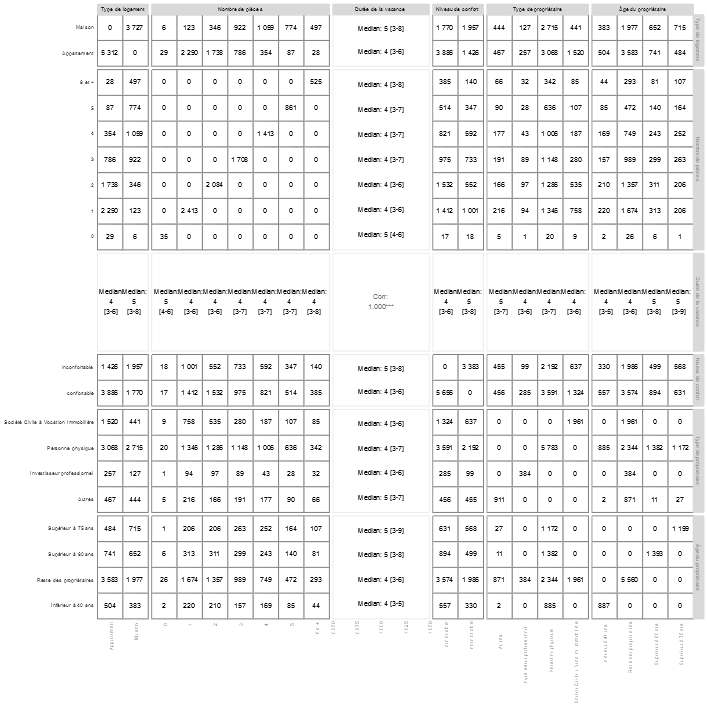 Type de logement Nombre de pièces Durée de la vacance Niveau de confort Type de propriétaire Âge du propriétaire
Maison 0 3 727 6 123 346 922 1 059 774 497 Median: 5 [3-8] 1 770 1 957 444 127 2 715 441 383 1 977 652 715
Appartement 5 312 0 29 2 290 1 738 786 354 87 28 Median: 4 [3-6] 3 886 1 426 467 257 3 068 1 520 504 3 583 741 484
Type de logement
6 et + 28 497 0 0 0 0 0 0 525 Median: 4 [3-8] 385 140 66 32 342 85 44 293 81 107
5 87 774 0 0 0 0 0 861 0 Median: 4 [3-7] 514 347 90 28 636 107 85 472 140 164
4 354 1 059 0 0 0 0 1 413 0 0 Median: 4 [3-7] 821 592 177 43 1 006 187 169 749 243 252
3 786 922 0 0 0 1 708 0 0 0 Median: 4 [3-7] 975 733 191 89 1 148 280 157 989 299 263
2 1 738 346 0 0 2 084 0 0 0 0 Median: 4 [3-6] 1 532 552 166 97 1 286 535 210 1 357 311 206
1 2 290 123 0 2 413 0 0 0 0 0 Median: 4 [3-6] 1 412 1 001 216 94 1 345 758 220 1 674 313 206
0 29 6 35 0 0 0 0 0 0 Median: 5 [4-6] 17 18 5 1 20 9 2 26 6 1
Nombre de pièces
Median: Median: Median: Median: Median: Median: Median: Median: Median: Corr: Median: Median: Median: Median: Median: Median: Median: Median: Median: Median:
4 5 5 4 4 4 4 4 4 1.000*** 4 5 5 4 4 4 4 4 5 5
[3-6] [3-8] [4-6] [3-6] [3-6] [3-7] [3-7] [3-7] [3-8] [3-6] [3-8] [3-7] [3-6] [3-7] [3-6] [3-5] [3-6] [3-8] [3-9]
Durée de la vacance
inconfortable 1 426 1 957 18 1 001 552 733 592 347 140 Median: 5 [3-8] 0 3 383 455 99 2 192 637 330 1 986 499 568
confortable 3 886 1 770 17 1 412 1 532 975 821 514 385 Median: 4 [3-6] 5 656 0 456 285 3 591 1 324 557 3 574 894 631
Niveau de confort
Société Civile à Vocation Immobilière 1 520 441 9 758 535 280 187 107 85 Median: 4 [3-6] 1 324 637 0 0 0 1 961 0 1 961 0 0
Personne physique 3 068 2 715 20 1 345 1 286 1 148 1 006 636 342 Median: 4 [3-7] 3 591 2 192 0 0 5 783 0 885 2 344 1 382 1 172
Investisseur professionnel 257 127 1 94 97 89 43 28 32 Median: 4 [3-6] 285 99 0 384 0 0 0 384 0 0
Autres 467 444 5 216 166 191 177 90 66 Median: 5 [3-7] 456 455 911 0 0 0 2 871 11 27
Type de propriétaire
Supérieur à 75 ans 484 715 1 206 206 263 252 164 107 Median: 5 [3-9] 631 568 27 0 1 172 0 0 0 0 1 199
Supérieur à 60 ans 741 652 6 313 311 299 243 140 81 Median: 5 [3-8] 894 499 11 0 1 382 0 0 0 1 393 0
Reste des propriétaires 3 583 1 977 26 1 674 1 357 989 749 472 293 Median: 4 [3-6] 3 574 1 986 871 384 2 344 1 961 0 5 560 0 0
Inférieur à 40 ans 504 383 2 220 210 157 169 85 44 Median: 4 [3-5] 557 330 2 0 885 0 887 0 0 0
Âge du propriétaire
Appartement Maison 0 1 2 3 4 5 6 et +